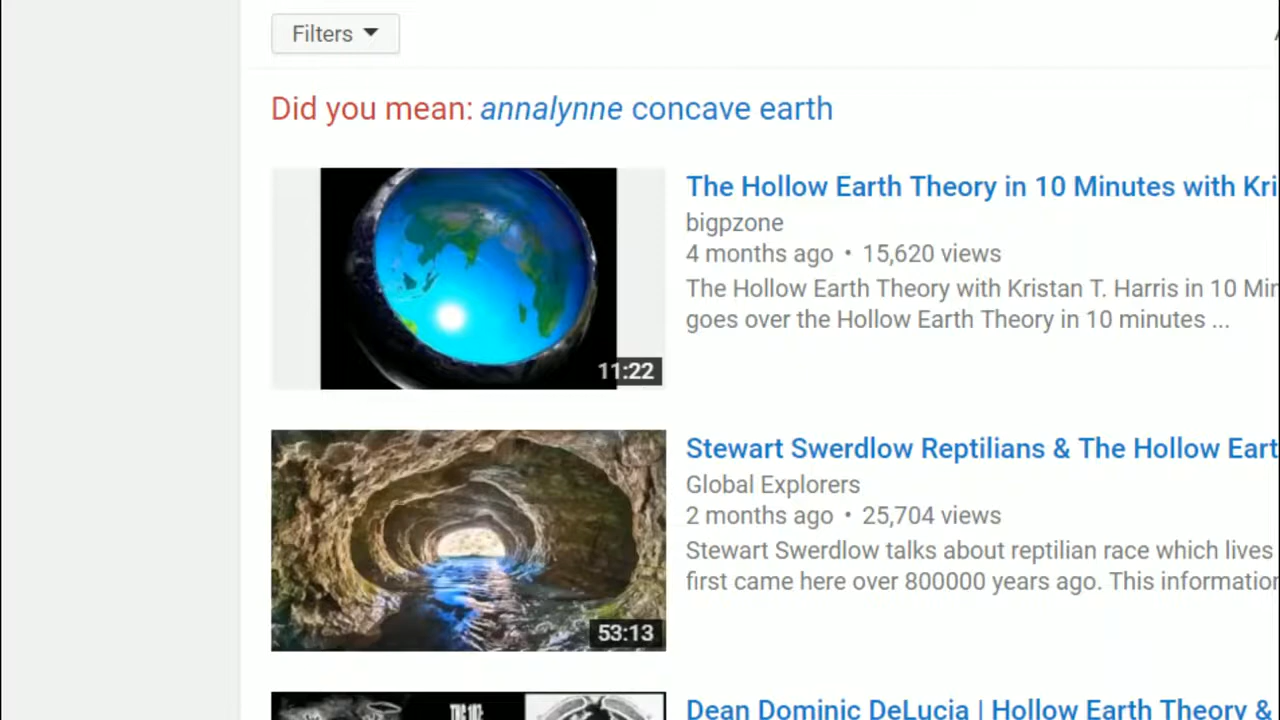 Filters
Did you mean: annalynne concave earth
The Hollow Earth Theory in 10 Minutes with Kri
bigpzone
4 months ago • 15,620 views
The Hollow Earth Theory with Kristan T. Harris in 10 Min
goes over the Hollow Earth Theory in 10 minutes ...
11:22
Stewart Swerdlow Reptilians & The Hollow Eart
Global Explorers
2 months ago • 25,704 views
Stewart Swerdlow talks about reptilian race which lives
first came here over 800000 years ago. This information
53:13
Dean Dominic DeLucia | Hollow Earth Theory &